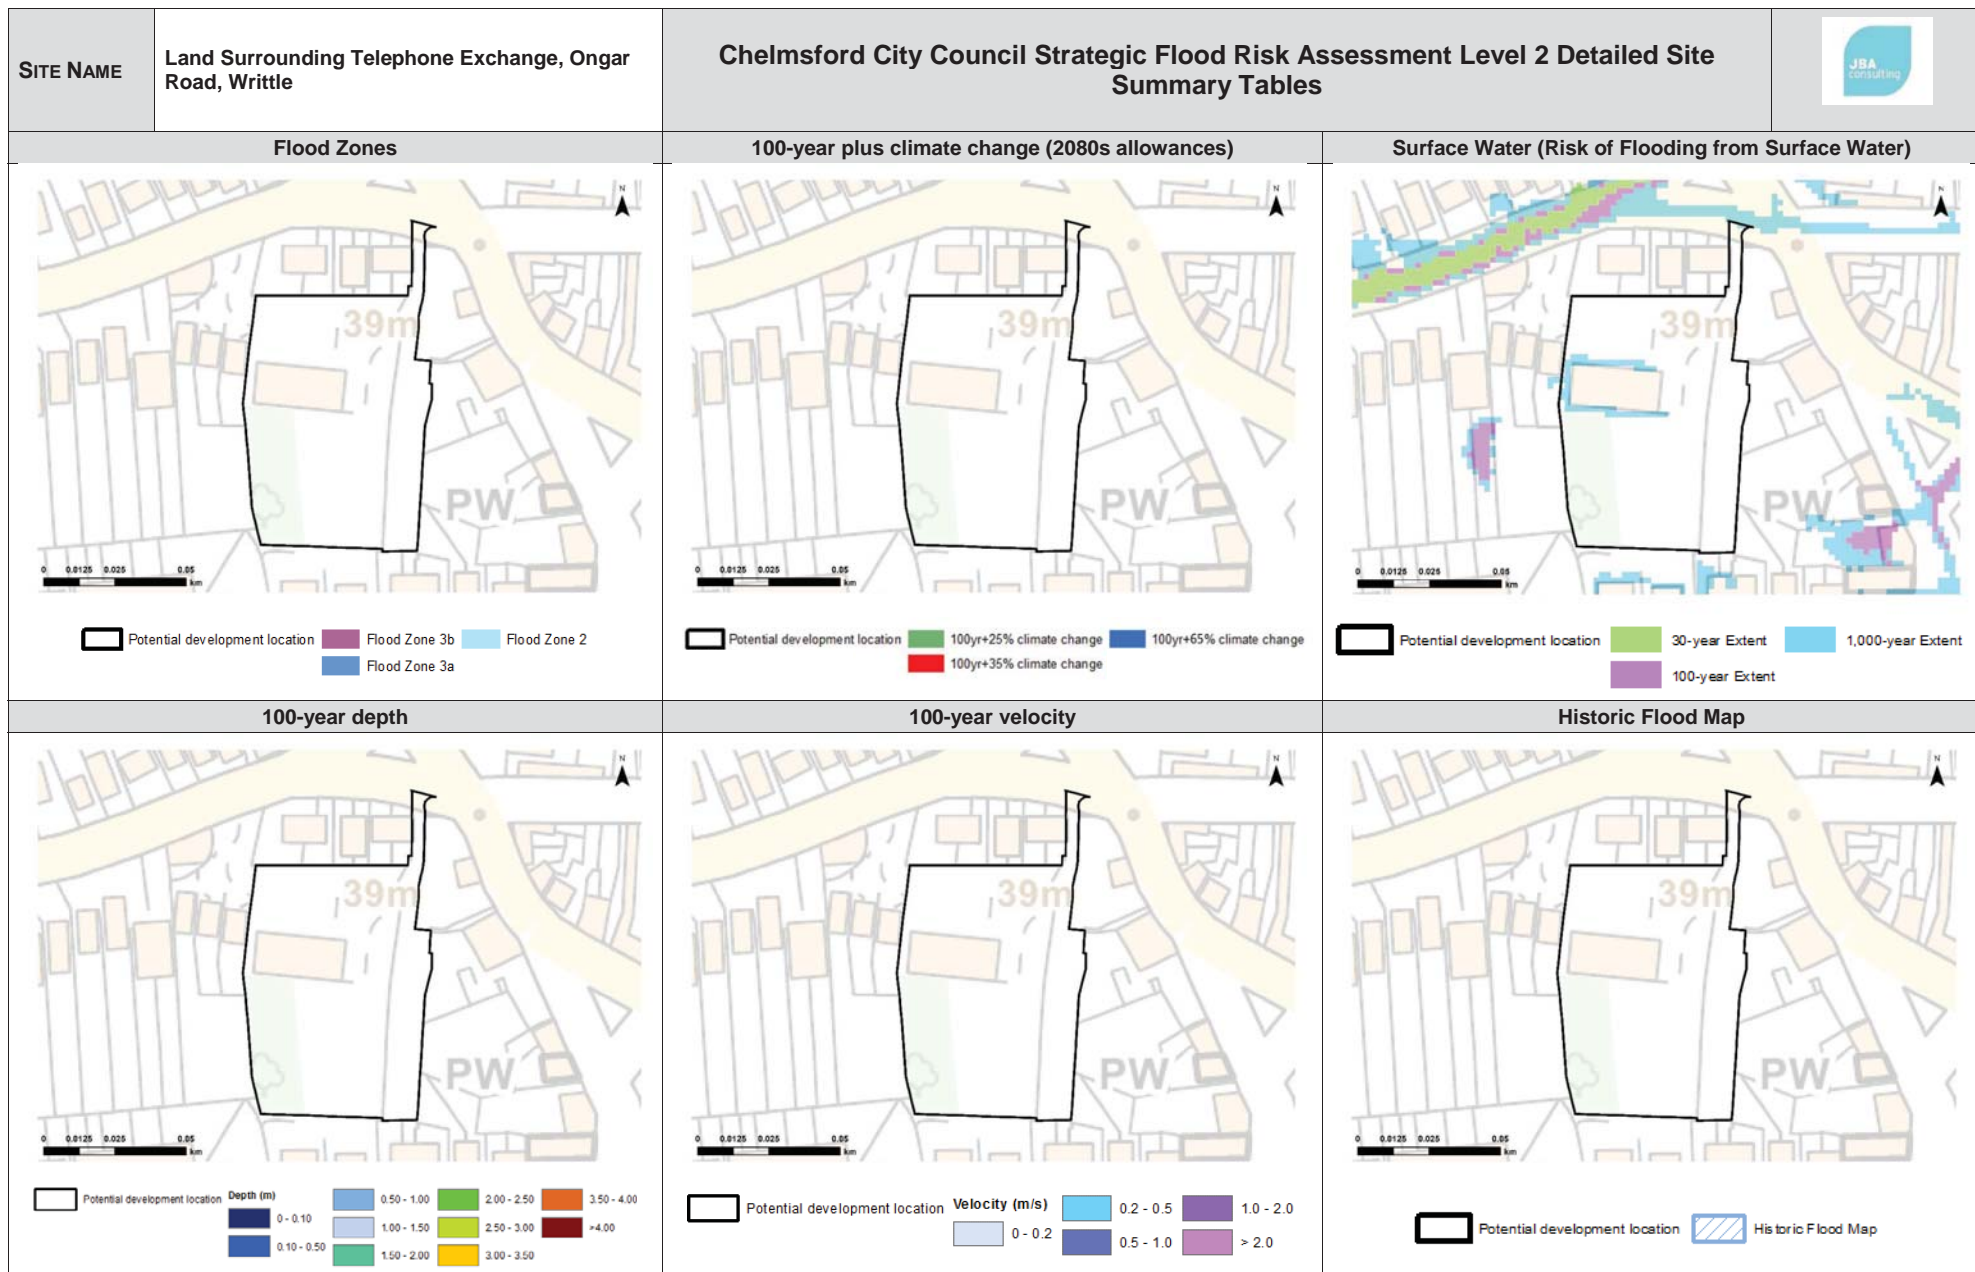 SITE NAME
Land Surrounding Telephone Exchange, Ongar
Road, Writtle
Chelmsford City Council Strategic Flood Risk Assessment Level 2 Detailed Site
Summary Tables
JBA
consulting
Flood Zones
100-year plus climate change (2080s allowances)
Surface Water (Risk of Flooding from Surface Water)
N
39m
PW
0 0.0125 0.025 0.05
km
Potential development location
Flood Zone 3b
Flood Zone 2
Flood Zone 3a
N
39m
PW
0 0.0125 0.025 0.05
km
Potential development location
100yr+25% climate change
100yr+65% climate change
100yr+35% climate change
N
39m
PW
0 0.0125 0.025 0.05
km
Potential development location
30-year Extent
1,000-year Extent
100-year Extent
100-year depth
100-year velocity
Historic Flood Map
N
39m
PW
0 0.0125 0.025 0.05
km
Potential development location
Depth (m)
0 - 0.10
0.10 - 0.50
0.50 - 1.00
1.00 - 1.50
1.50 - 2.00
2.00 - 2.50
2.50 - 3.00
3.00 - 3.50
3.50 - 4.00
>4.00
N
39m
PW
0 0.0125 0.025 0.05
km
Potential development location
Velocity (m/s)
0 - 0.2
0.2 - 0.5
0.5 - 1.0
1.0 - 2.0
> 2.0
N
39m
PW
0 0.0125 0.025 0.05
km
Potential development location
Historic Flood Map